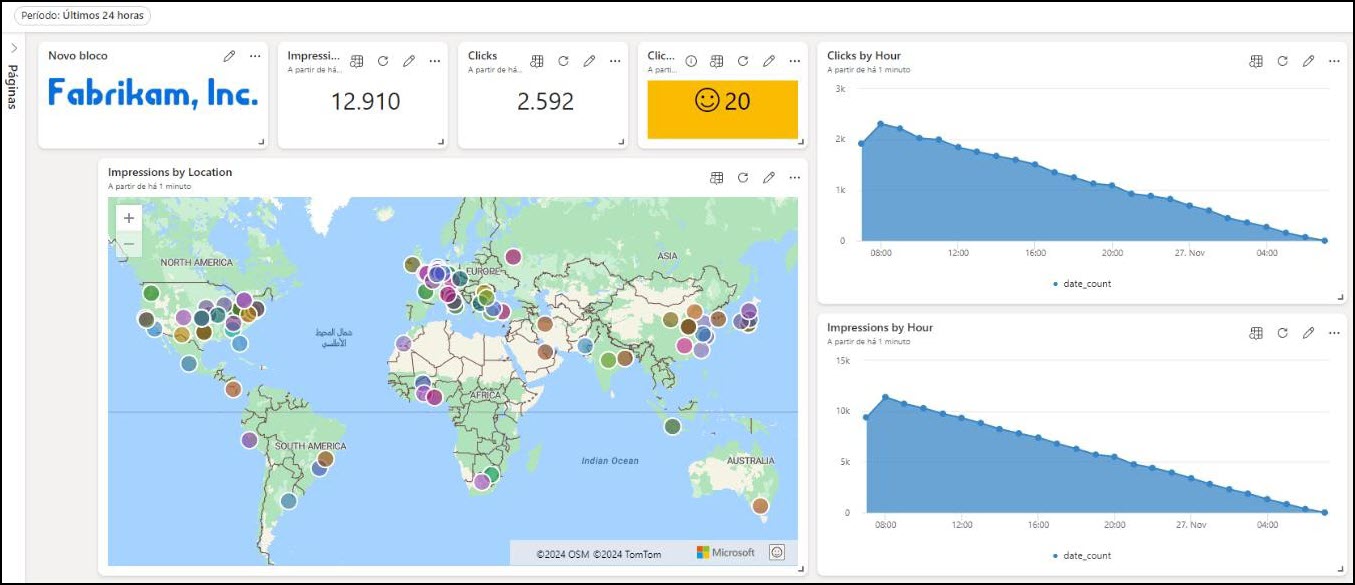 Período: Últimos 24 horas
Páginas
Novo bloco
Fabrikam, Inc.
Impressi...
A partir de há...
12.910
Clicks
A partir de há...
2.592
Clic...
A parti...
20
Clicks by Hour
A partir de há 1 minuto
3k
2k
1k
0
08:00 12:00 16:00 20:00 27. Nov 04:00
date_count
Impressions by Location
A partir de há 1 minuto
+
−
NORTH AMERICA
EUROPE
ASIA
شمال المحيط
الأطلسي
AFRICA
SOUTH AMERICA
Indian Ocean
AUSTRALIA
©2024 OSM ©2024 TomTom
Microsoft
Impressions by Hour
A partir de há 1 minuto
15k
10k
5k
0
08:00 12:00 16:00 20:00 27. Nov 04:00
date_count